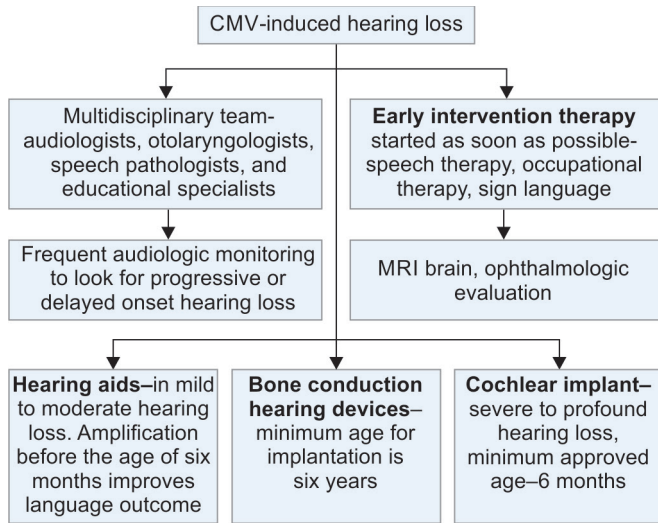 CMV-induced hearing loss
Multidisciplinary team-
audiologists, otolaryngologists,
speech pathologists, and
educational specialists
Early intervention therapy
started as soon as possible-
speech therapy, occupational
therapy, sign language
Frequent audiologic monitoring
to look for progressive or
delayed onset hearing loss
MRI brain, ophthalmologic
evaluation
Hearing aids–in mild
to moderate hearing
loss. Amplification
before the age of six
months improves
language outcome
Bone conduction
hearing devices–
minimum age for
implantation is
six years
Cochlear implant–
severe to profound
hearing loss,
minimum approved
age–6 months